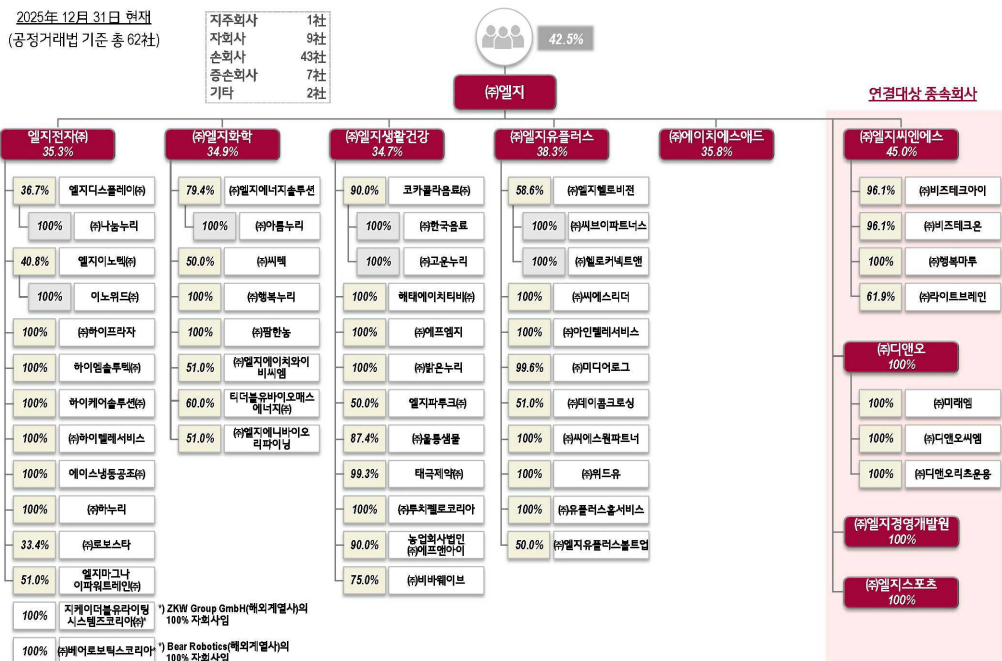 2025년 12월 31일 현재
(공정거래법 기준 총 62社)
지주회사 1社
자회사 9社
손회사 43社
증손회사 7社
기타 2社
42.5%
㈜엘지
연결대상 종속회사
엘지전자㈜
35.3%
㈜엘지화학
34.9%
㈜엘지생활건강
34.7%
㈜엘지유플러스
38.3%
㈜에이치에스애드
35.8%
㈜엘지씨엔에스
45.0%
36.7% 엘지디스플레이㈜
100% ㈜나눔누리
40.8% 엘지이노텍㈜
100% 이노위드㈜
100% ㈜하이프라자
100% 하이엠솔루텍㈜
100% 하이케어솔루션㈜
100% ㈜하이텔레서비스
100% 에이스냉동공조㈜
100% ㈜하누리
33.4% ㈜로보스타
51.0% 엘지마그나
이파워트레인㈜
100% 지케이더블유라이팅
시스템즈코리아㈜*
*) ZKW Group GmbH(해외계열사)의
100% 자회사임
100% ㈜베어로보틱스코리아*
*) Bear Robotics(해외계열사)의
100% 자회사임
79.4% ㈜엘지에너지솔루션
100% ㈜아름누리
50.0% ㈜씨텍
100% ㈜행복누리
100% ㈜팜한농
51.0% ㈜엘지에이치와이
비씨엠
60.0% 티더블유바이오매스
에너지㈜
51.0% ㈜엘지에니바이오
리파이닝
90.0% 코카콜라음료㈜
100% ㈜한국음료
100% ㈜고운누리
100% 해태에이치티비㈜
100% ㈜에프엠지
100% ㈜밝은누리
50.0% 엘지파루크㈜
87.4% ㈜울릉샘물
99.3% 태극제약㈜
100% ㈜루치펠로코리아
90.0% 농업회사법인
㈜에프앤아이
75.0% ㈜비바웨이브
58.6% ㈜엘지헬로비전
100% ㈜씨브이파트너스
100% ㈜헬로커넥트앤
100% ㈜씨에스리더
100% ㈜아인텔레서비스
99.6% ㈜미디어로그
51.0% ㈜데이콤크로싱
100% ㈜씨에스원파트너
100% ㈜위드유
100% ㈜유플러스홈서비스
50.0% ㈜엘지유플러스볼트업
96.1% ㈜비즈테크아이
96.1% ㈜비즈테크온
100% ㈜행복마루
61.9% ㈜라이트브레인
㈜디앤오
100%
100% ㈜미래엠
100% ㈜디앤오씨엠
100% ㈜디앤오리츠운용
㈜엘지경영개발원
100%
㈜엘지스포츠
100%